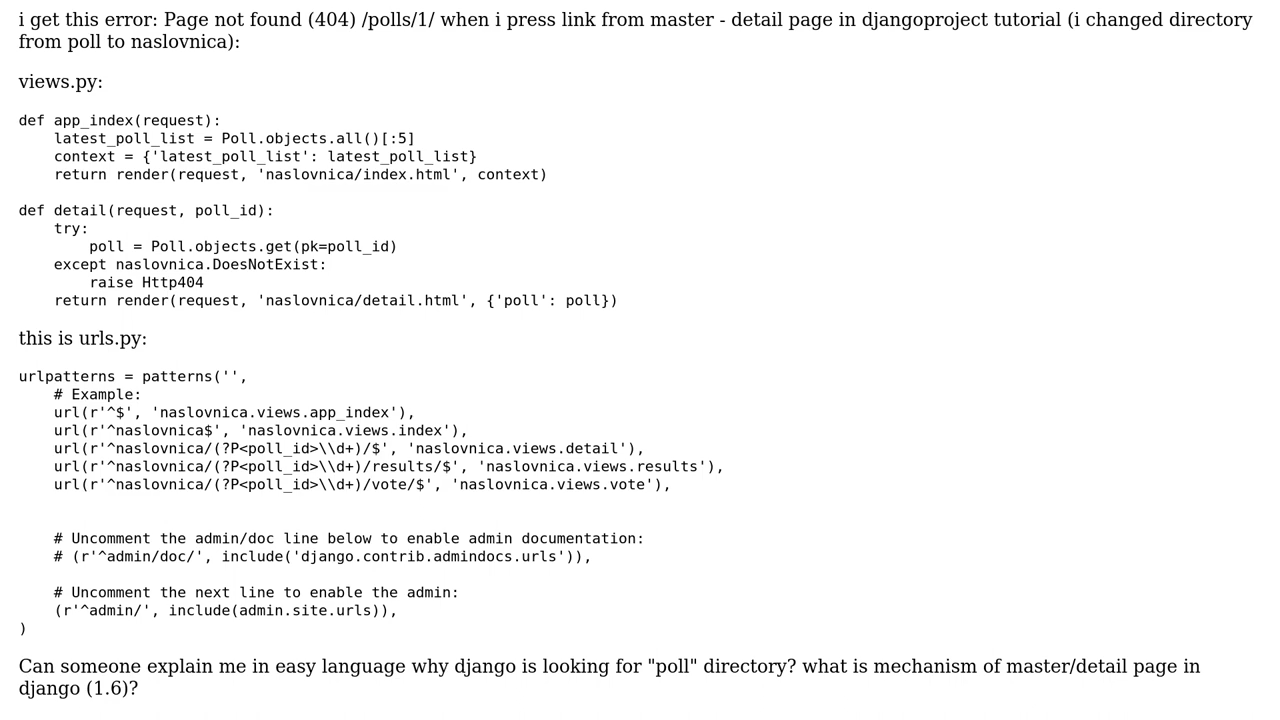 i get this error: Page not found (404) /polls/1/ when i press link from master - detail page in djangoproject tutorial (i changed directory
from poll to naslovnica):
views.py:
def app_index(request):
    latest_poll_list = Poll.objects.all()[:5]
    context = {'latest_poll_list': latest_poll_list}
    return render(request, 'naslovnica/index.html', context)
def detail(request, poll_id):
    try:
        poll = Poll.objects.get(pk=poll_id)
    except naslovnica.DoesNotExist:
        raise Http404
    return render(request, 'naslovnica/detail.html', {'poll': poll})
this is urls.py:
urlpatterns = patterns('',
    # Example:
    url(r'^$', 'naslovnica.views.app_index'),
    url(r'^naslovnica$', 'naslovnica.views.index'),
    url(r'^naslovnica/(?P<poll_id>\\d+)/$', 'naslovnica.views.detail'),
    url(r'^naslovnica/(?P<poll_id>\\d+)/results/$', 'naslovnica.views.results'),
    url(r'^naslovnica/(?P<poll_id>\\d+)/vote/$', 'naslovnica.views.vote'),
    # Uncomment the admin/doc line below to enable admin documentation:
    # (r'^admin/doc/', include('django.contrib.admindocs.urls')),
    # Uncomment the next line to enable the admin:
    (r'^admin/', include(admin.site.urls)),
)
Can someone explain me in easy language why django is looking for "poll" directory? what is mechanism of master/detail page in
django (1.6)?